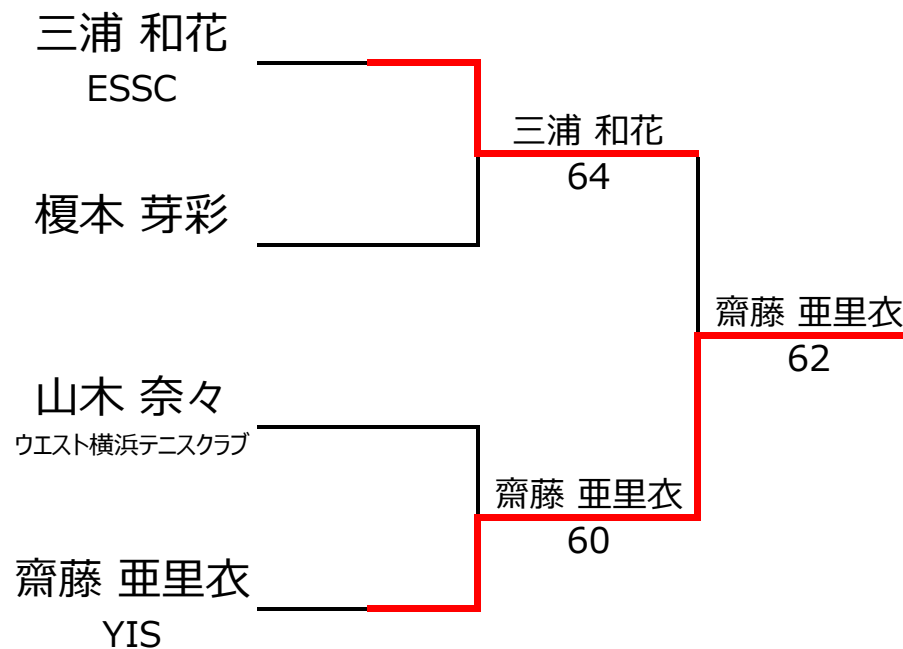 三浦 和花
ESSC
三浦 和花
64
榎本 芽彩
齋藤 亜里衣
62
山木 奈々
ウエスト横浜テニスクラブ
齋藤 亜里衣
60
齋藤 亜里衣
YIS